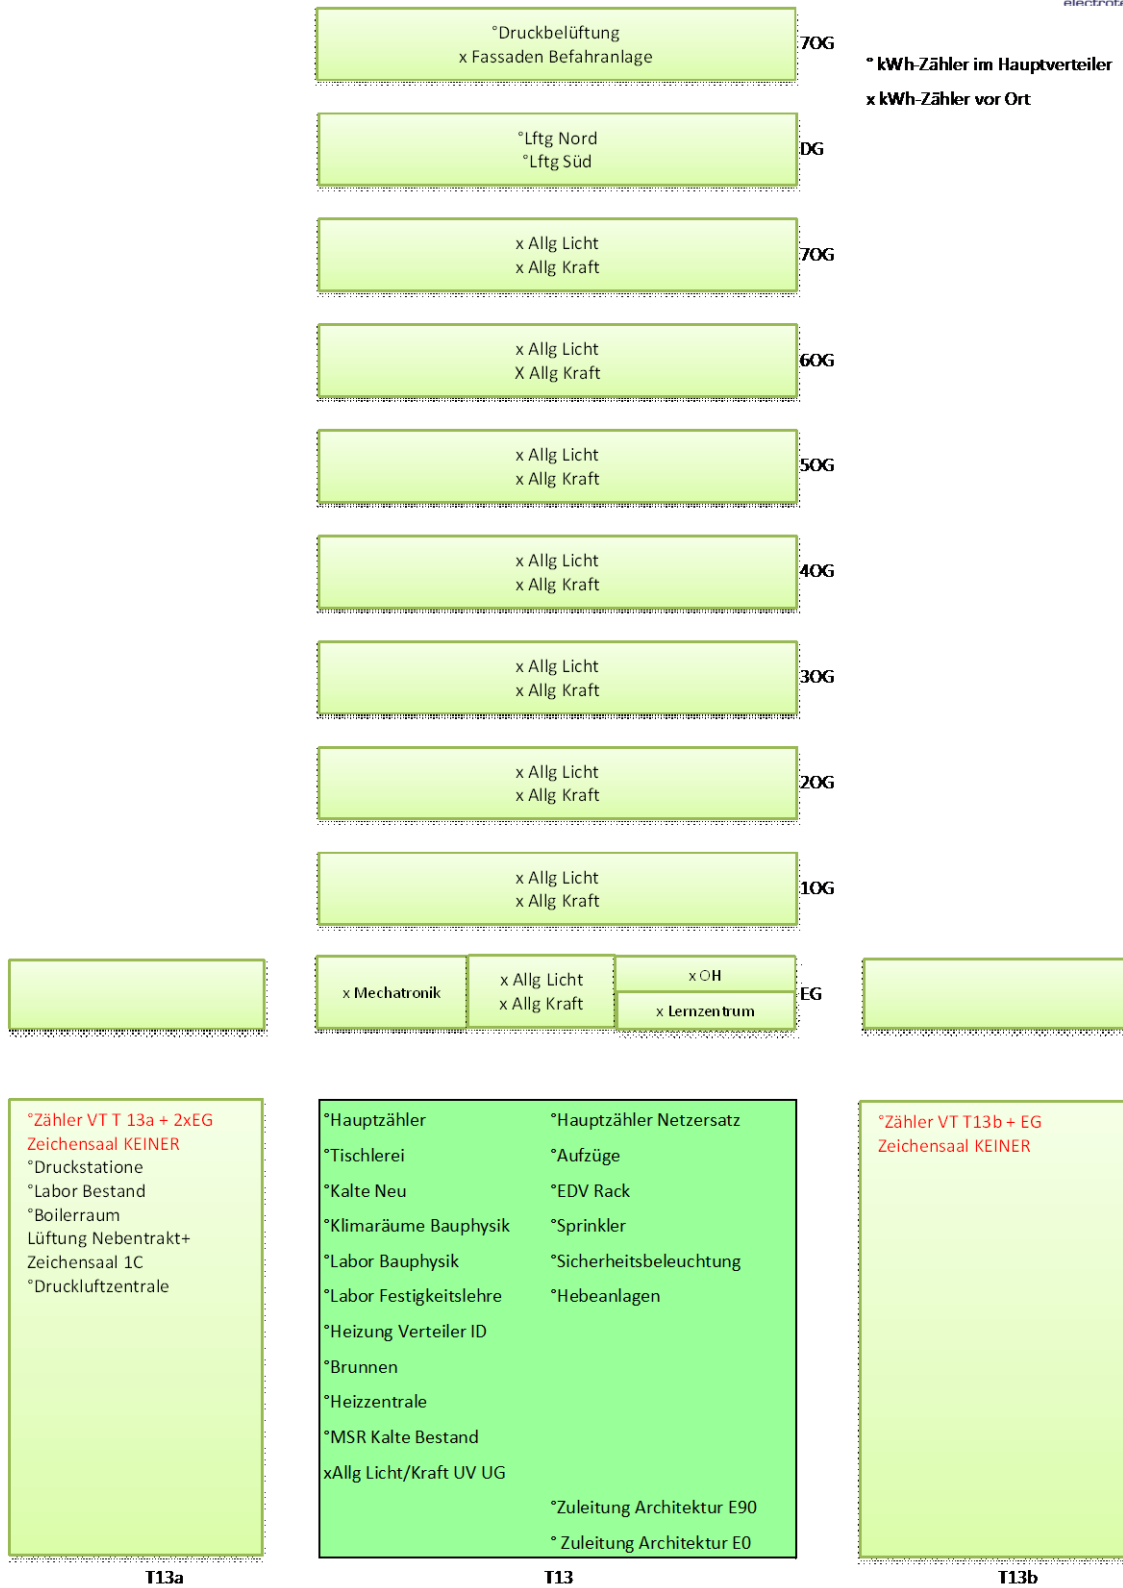 °Druckbelüftung
x Fassaden Befahranlage
7OG
° kWh-Zähler im Hauptverteiler
x kWh-Zähler vor Ort
°Lftg Nord
°Lftg Süd
DG
x Allg Licht
x Allg Kraft
7OG
x Allg Licht
X Allg Kraft
6OG
x Allg Licht
x Allg Kraft
5OG
x Allg Licht
x Allg Kraft
4OG
x Allg Licht
x Allg Kraft
3OG
x Allg Licht
x Allg Kraft
2OG
x Allg Licht
x Allg Kraft
1OG
x Mechatronik
x Allg Licht
x Allg Kraft
x OH
x Lernzentrum
EG
°Zähler VT T 13a + 2xEG
Zeichensaal KEINER
°Druckstatione
°Labor Bestand
°Boilerraum
Lüftung Nebentrakt+
Zeichensaal 1C
°Druckluftzentrale
T13a
°Hauptzähler
°Tischlerei
°Kalte Neu
°Klimaräume Bauphysik
°Labor Bauphysik
°Labor Festigkeitslehre
°Heizung Verteiler ID
°Brunnen
°Heizzentrale
°MSR Kalte Bestand
xAllg Licht/Kraft UV UG
°Hauptzähler Netzersatz
°Aufzüge
°EDV Rack
°Sprinkler
°Sicherheitsbeleuchtung
°Hebeanlagen
°Zuleitung Architektur E90
° Zuleitung Architektur E0
T13
°Zähler VT T13b + EG
Zeichensaal KEINER
T13b